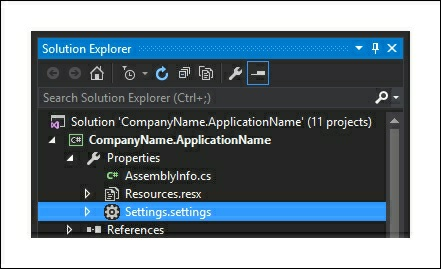 Solution Explorer
Search Solution Explorer (Ctrl+;)
Solution 'CompanyName.ApplicationName' (11 projects)
C# CompanyName.ApplicationName
Properties
C# AssemblyInfo.cs
Resources.resx
Settings.settings
References